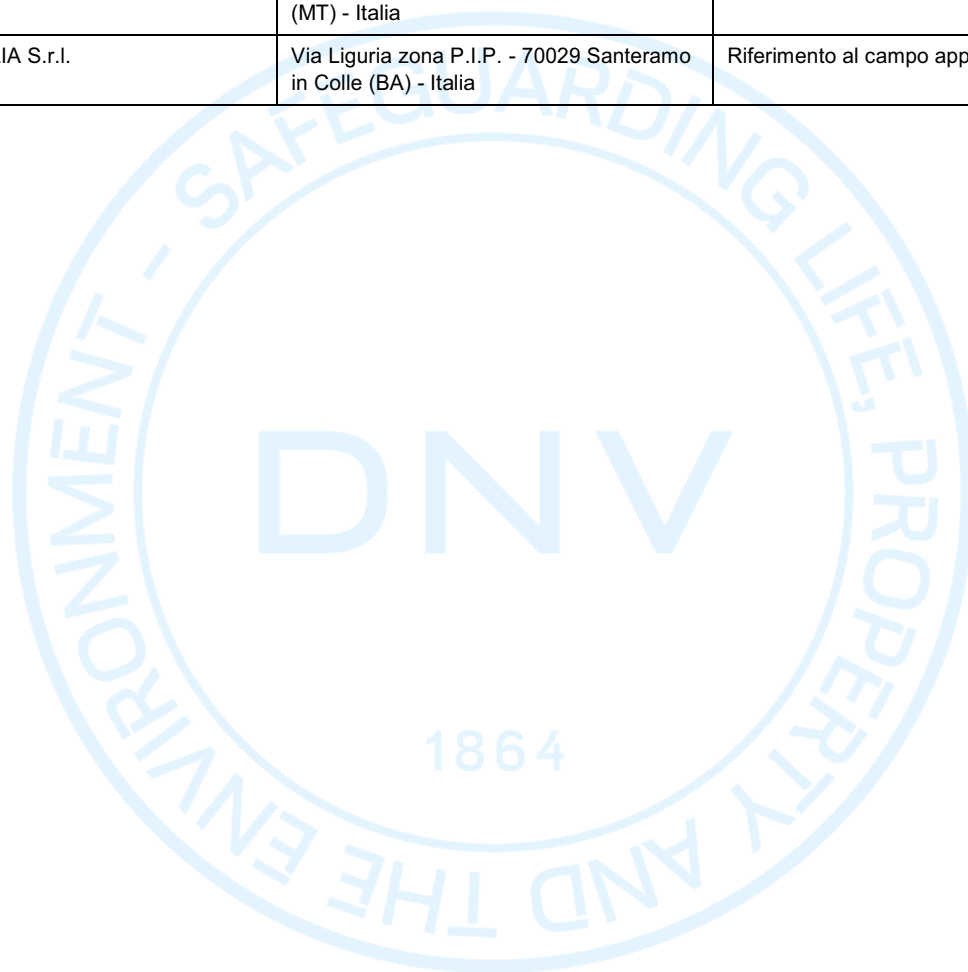 (MT) - Italia
IA S.r.l.
Via Liguria zona P.I.P. - 70029 Santeramo
in Colle (BA) - Italia
Riferimento al campo app
SAFEGUARDING LIFE, PROPERTY AND THE ENVIRONMENT -
DNV
1864